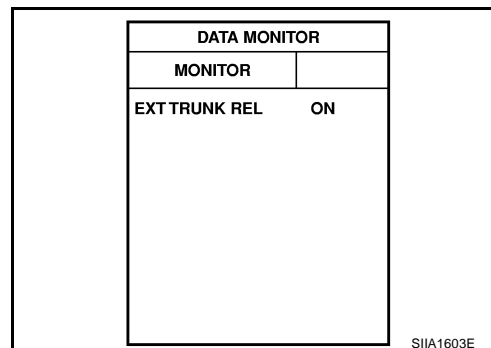 DATA MONITOR
MONITOR
EXT TRUNK REL ON
SIIA1603E